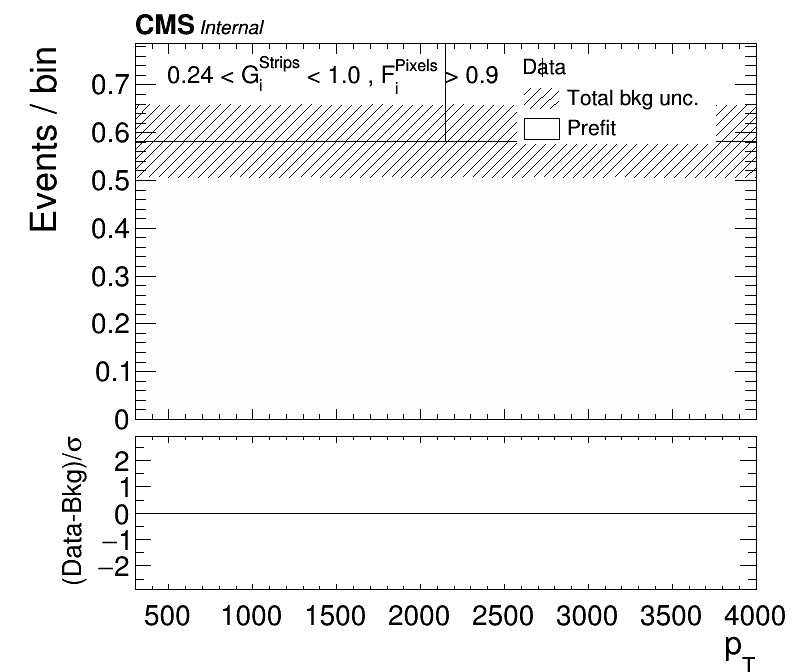 CMS Internal
0.24 < G_i^Strips < 1.0 , F_i^Pixels > 0.9
Data
Total bkg unc.
Prefit
Events / bin
0.7
0.6
0.5
0.4
0.3
0.2
0.1
0
(Data-Bkg)/σ
2
1
0
−1
−2
500 1000 1500 2000 2500 3000 3500 4000
p_T